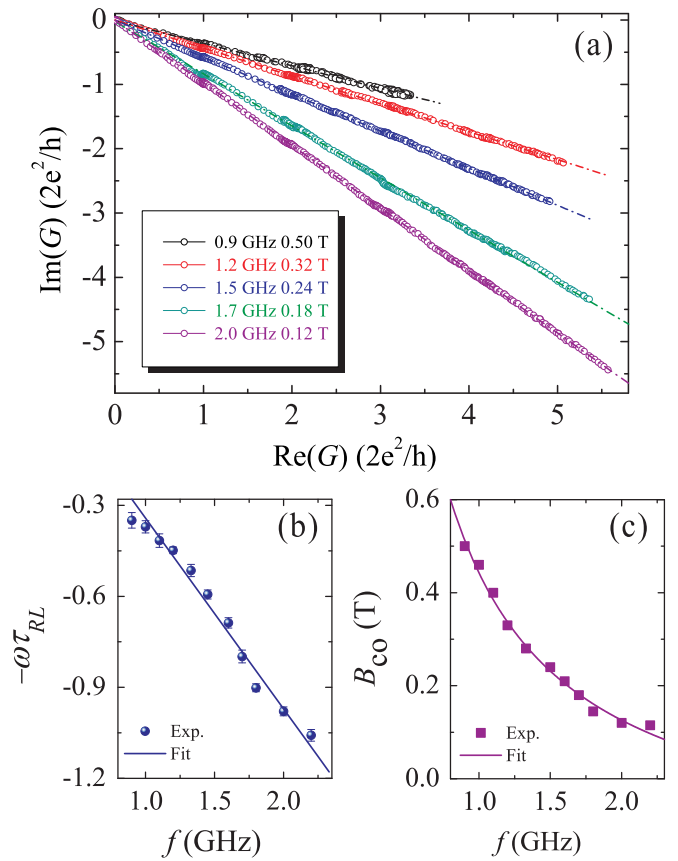 (a)
0
-1
-2
-3
-4
-5
Im(G) (2e²/h)
0.9 GHz 0.50 T
1.2 GHz 0.32 T
1.5 GHz 0.24 T
1.7 GHz 0.18 T
2.0 GHz 0.12 T
0 1 2 3 4 5
Re(G) (2e²/h)
(b)
-0.3
-0.6
-0.9
-1.2
−ωτ_RL
Exp.
Fit
1.0 1.5 2.0
f (GHz)
(c)
0.6
0.4
0.2
0.0
B_co (T)
Exp.
Fit
1.0 1.5 2.0
f (GHz)